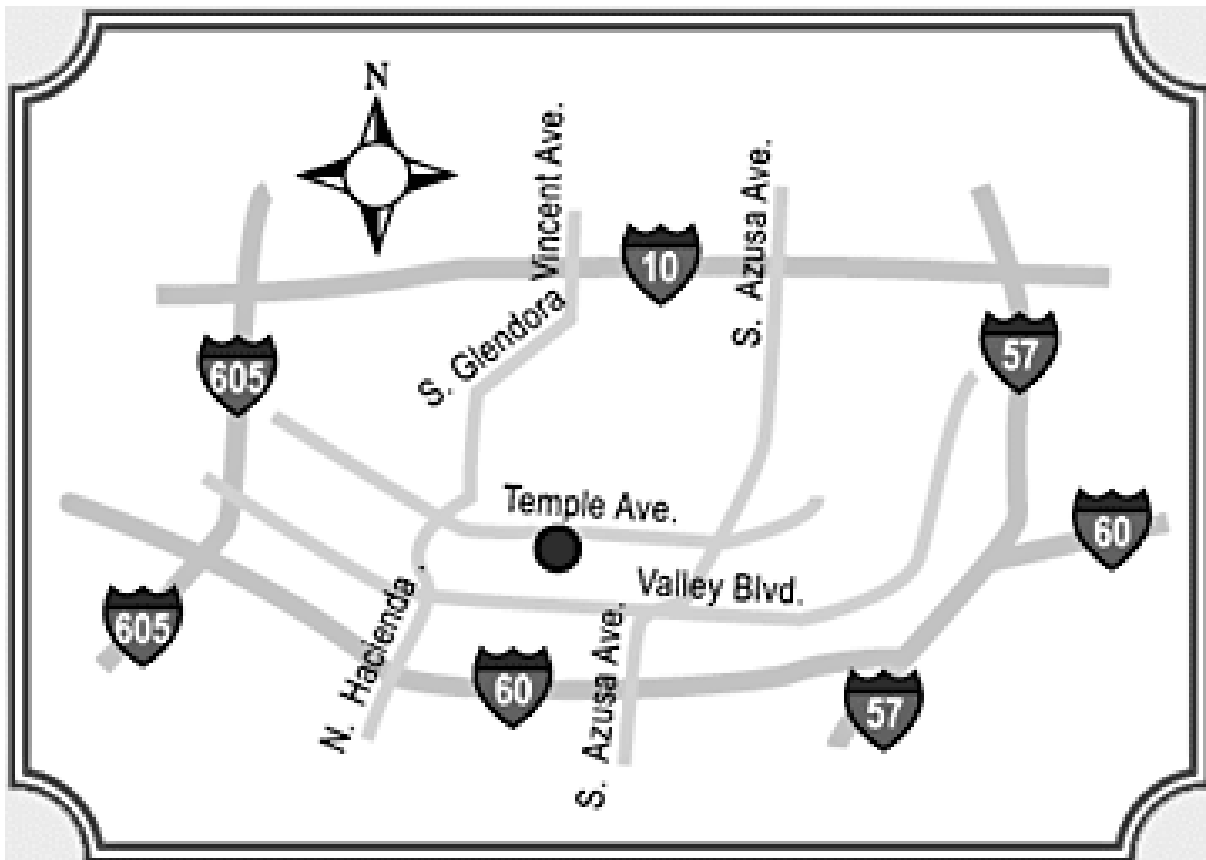 N
Vincent Ave.
S. Azusa Ave.
10
S. Glendora
605
57
Temple Ave.
60
Valley Blvd.
605
N. Hacienda
60
S. Azusa Ave.
57